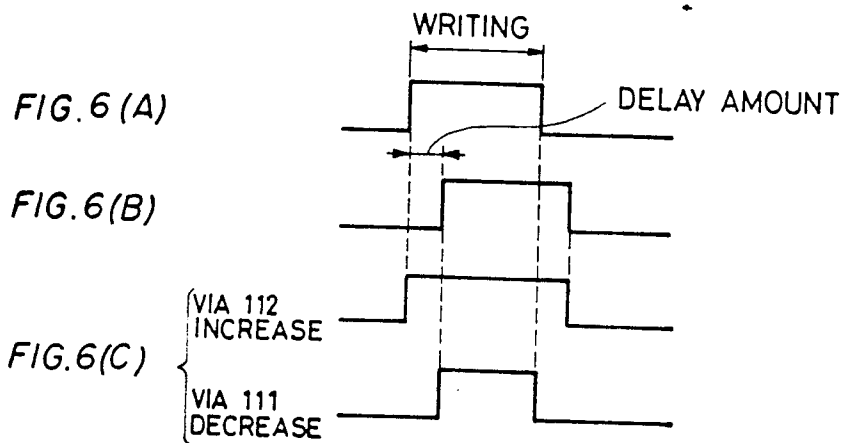 WRITING
FIG.6(A)
DELAY AMOUNT
FIG.6(B)
VIA 112
INCREASE
FIG.6(C)
VIA 111
DECREASE